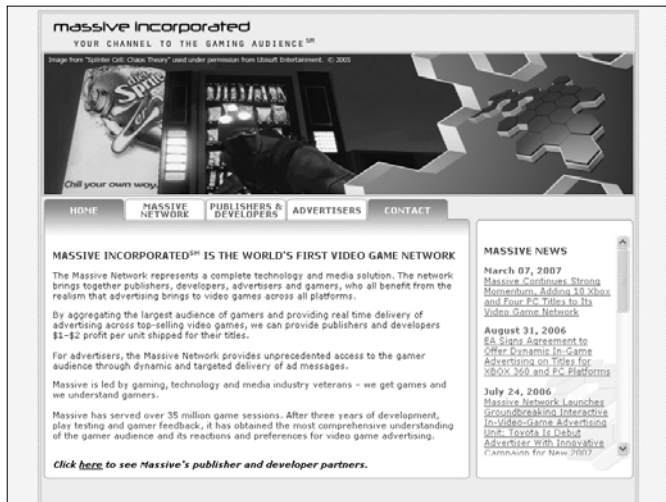 massive incorporated
YOUR CHANNEL TO THE GAMING AUDIENCE℠
Image from "Splinter Cell: Chaos Theory" used under permission from Ubisoft Entertainment. © 2005
Sprite
Chill your own way.
HOME
MASSIVE
NETWORK
PUBLISHERS &
DEVELOPERS
ADVERTISERS
CONTACT
MASSIVE INCORPORATED℠ IS THE WORLD'S FIRST VIDEO GAME NETWORK
The Massive Network represents a complete technology and media solution. The network
brings together publishers, developers, advertisers and gamers, who all benefit from the
realism that advertising brings to video games across all platforms.
By aggregating the largest audience of gamers and providing real time delivery of
advertising across top-selling video games, we can provide publishers and developers
$1–$2 profit per unit shipped for their titles.
For advertisers, the Massive Network provides unprecedented access to the gamer
audience through dynamic and targeted delivery of ad messages.
Massive is led by gaming, technology and media industry veterans – we get games and
we understand gamers.
Massive has served over 35 million game sessions. After three years of development,
play testing and gamer feedback, it has obtained the most comprehensive understanding
of the gamer audience and its reactions and preferences for video game advertising.
Click here to see Massive's publisher and developer partners.
MASSIVE NEWS
March 07, 2007
Massive Continues Strong
Momentum, Adding 10 Xbox
and Four PC Titles to Its
Video Game Network
August 31, 2006
EA Signs Agreement to
Offer Dynamic In-Game
Advertising on Titles for
XBOX 360 and PC Platforms
July 24, 2006
Massive Network Launches
Groundbreaking Interactive
In-Video-Game Advertising
Unit: Toyota Is Debut
Advertiser With Innovative
Campaign for New 2007